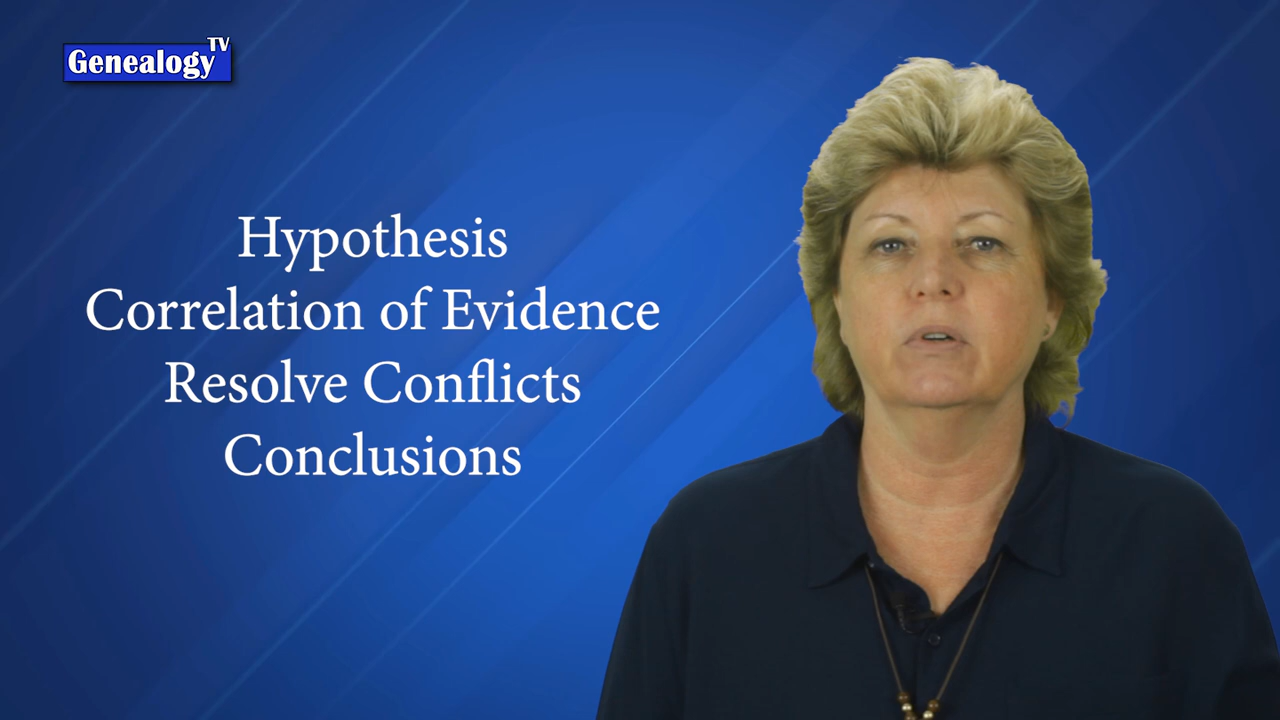 Genealogy TV
Hypothesis
Correlation of Evidence
Resolve Conflicts
Conclusions